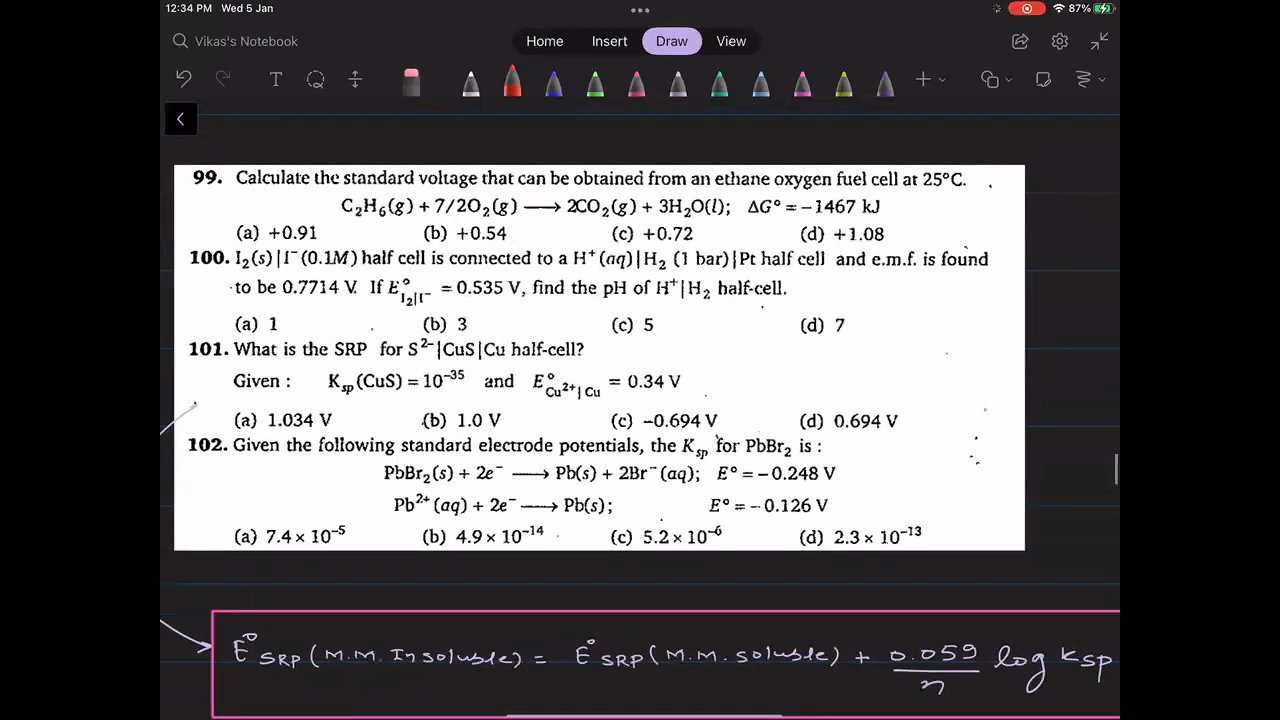 12:34 PM Wed 5 Jan
87%
Vikas's Notebook
Home Insert Draw View
99. Calculate the standard voltage that can be obtained from an ethane oxygen fuel cell at 25°C.
C₂H₆(g) + 7/2O₂(g) ⟶ 2CO₂(g) + 3H₂O(l); ΔG° = −1467 kJ
(a) +0.91 (b) +0.54 (c) +0.72 (d) +1.08
100. I₂(s)|I⁻(0.1M) half cell is connected to a H⁺(aq)|H₂ (1 bar)|Pt half cell and e.m.f. is found
to be 0.7714 V. If E°I₂|I⁻ = 0.535 V, find the pH of H⁺|H₂ half-cell.
(a) 1 (b) 3 (c) 5 (d) 7
101. What is the SRP for S²⁻|CuS|Cu half-cell?
Given : Ksp(CuS) = 10⁻³⁵ and E°Cu²⁺|Cu = 0.34 V
(a) 1.034 V (b) 1.0 V (c) −0.694 V (d) 0.694 V
102. Given the following standard electrode potentials, the Ksp for PbBr₂ is :
PbBr₂(s) + 2e⁻ ⟶ Pb(s) + 2Br⁻(aq); E° = −0.248 V
Pb²⁺(aq) + 2e⁻ ⟶ Pb(s); E° = −0.126 V
(a) 7.4 × 10⁻⁵ (b) 4.9 × 10⁻¹⁴ (c) 5.2 × 10⁻⁶ (d) 2.3 × 10⁻¹³
E° SRP (M.M. Insoluble) = E° SRP (M.M. soluble) + 0.059/n log Ksp